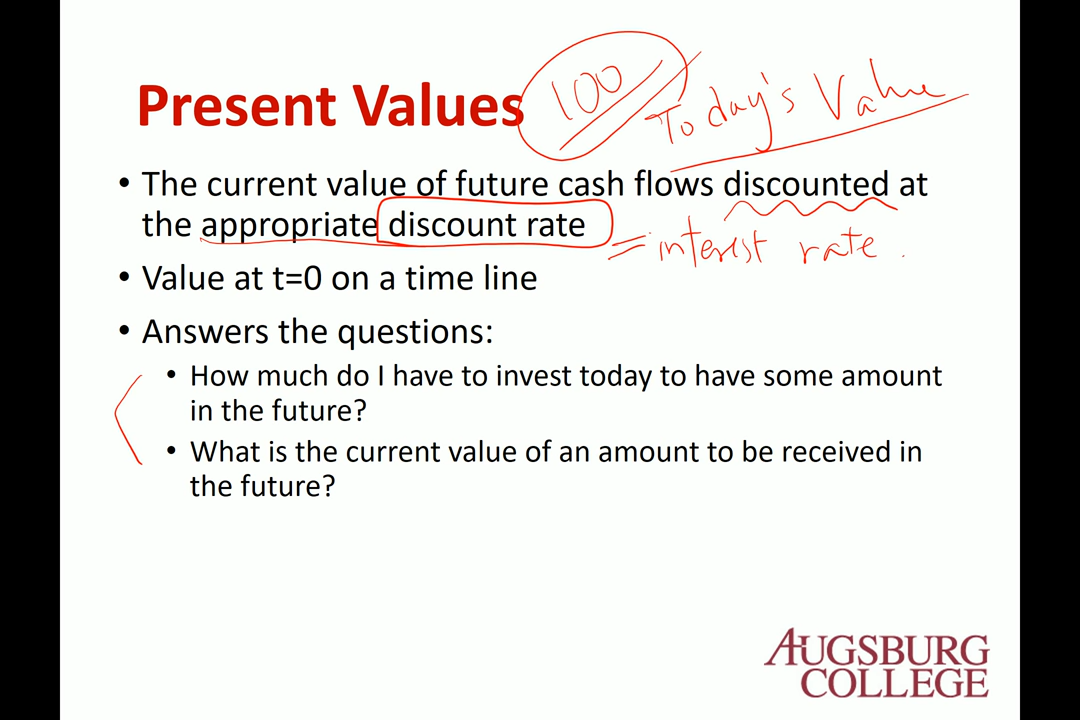 Present Values
100
Today's Value
• The current value of future cash flows discounted at
the appropriate discount rate
= interest rate.
• Value at t=0 on a time line
• Answers the questions:
• How much do I have to invest today to have some amount
in the future?
• What is the current value of an amount to be received in
the future?
AUGSBURG
COLLEGE